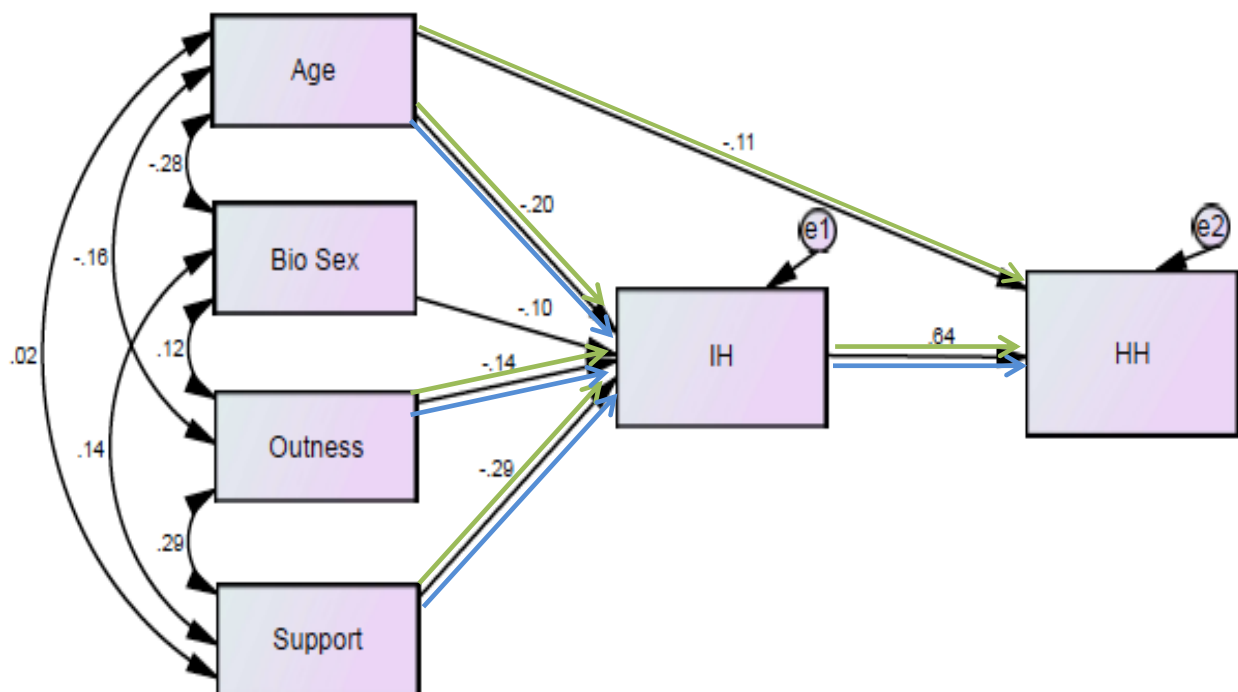 Age
-.11
-.28
-.20
e1
e2
Bio Sex
-.16
-.10
.02
.12
-.14
IH
.64
HH
Outness
.14
-.29
.29
Support